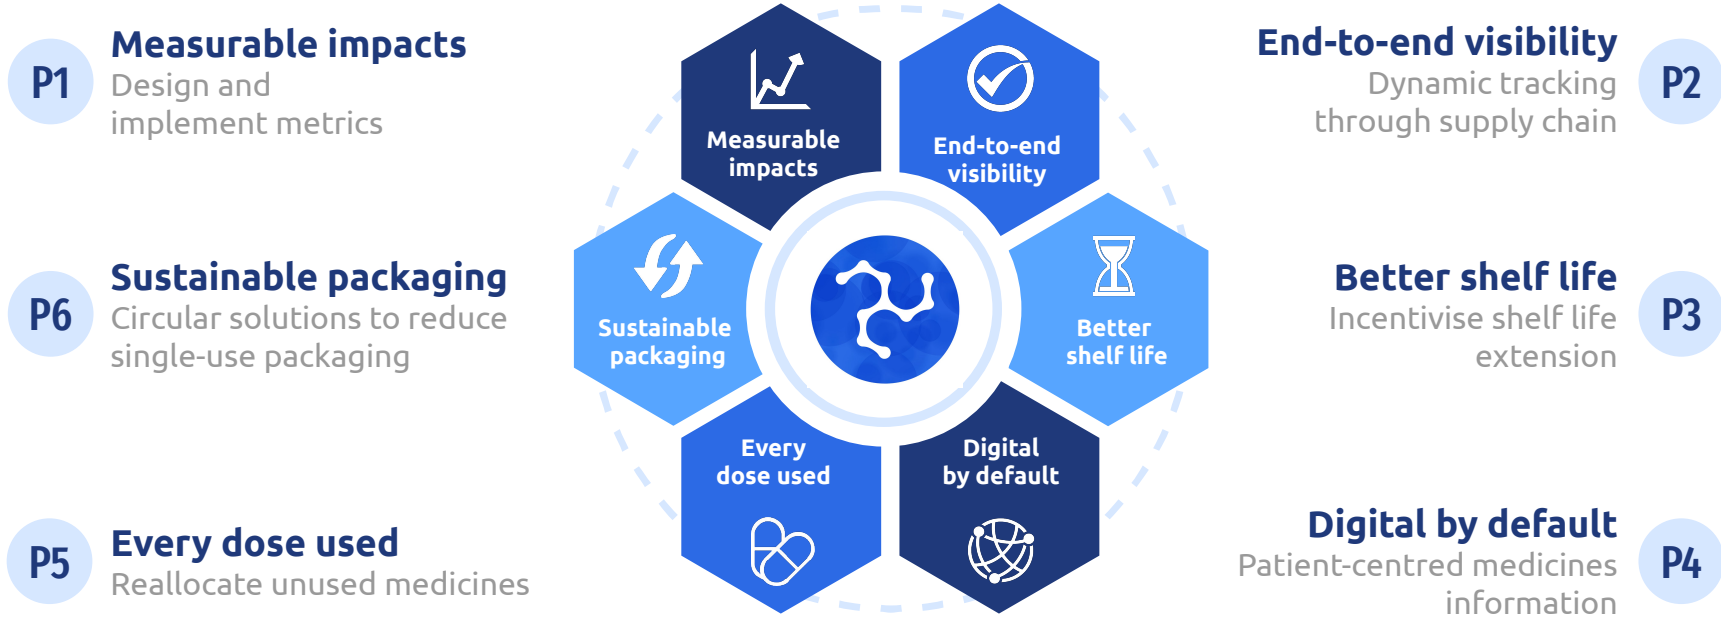 P1
Measurable impacts
Design and
implement metrics
P6
Sustainable packaging
Circular solutions to reduce
single-use packaging
P5
Every dose used
Reallocate unused medicines
Measurable
impacts
End-to-end
visibility
Sustainable
packaging
Better
shelf life
Every
dose used
Digital
by default
End-to-end visibility
Dynamic tracking
through supply chain
P2
Better shelf life
Incentivise shelf life
extension
P3
Digital by default
Patient-centred medicines
information
P4